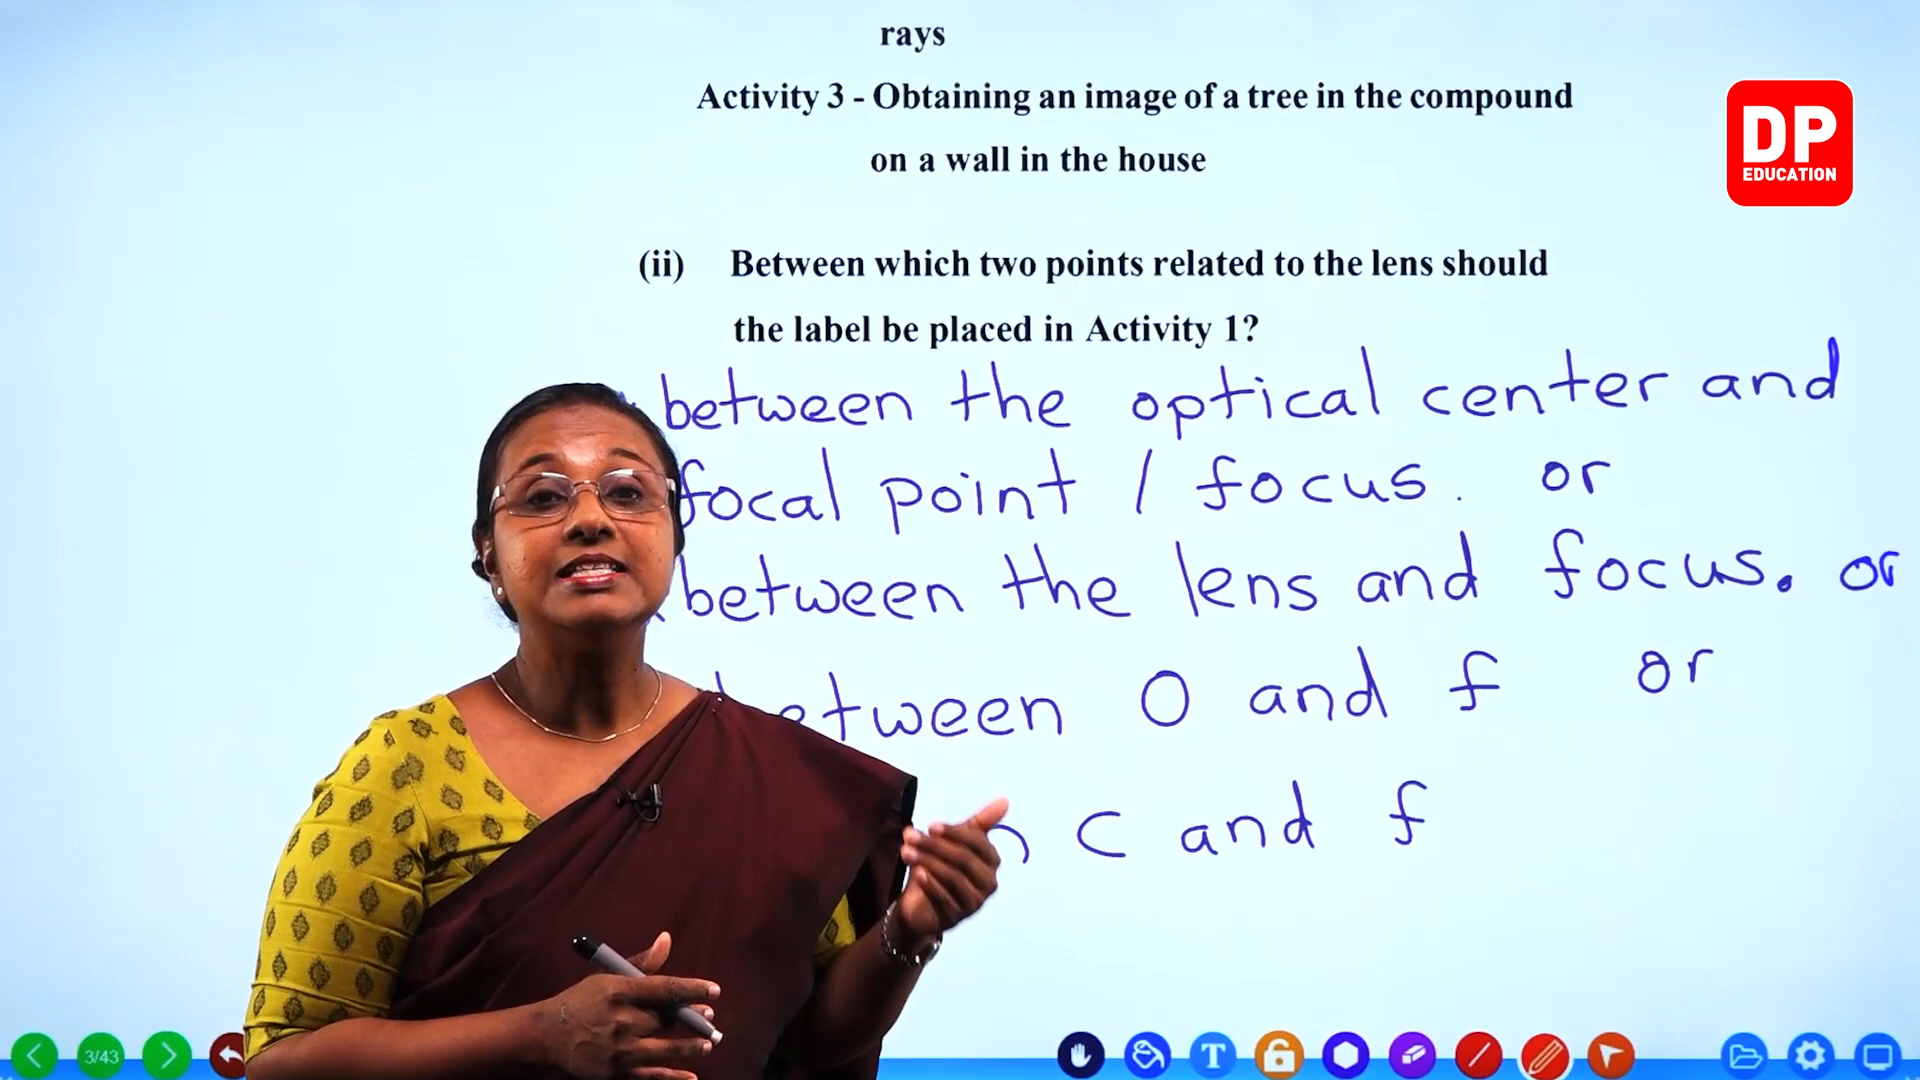 rays
Activity 3 - Obtaining an image of a tree in the compound
on a wall in the house
DP
EDUCATION
(ii) Between which two points related to the lens should
the label be placed in Activity 1?
between the optical center and
focal point / focus. or
between the lens and focus. or
between O and f or
c and f
3/43
T